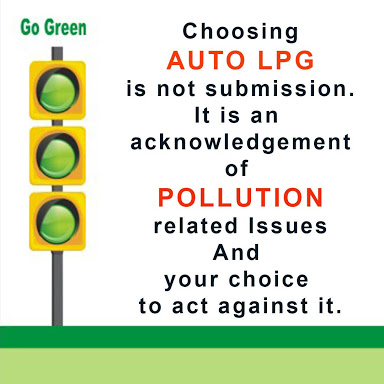 Go Green
Choosing
AUTO LPG
is not submission.
It is an
acknowledgement
of
POLLUTION
related Issues
And
your choice
to act against it.